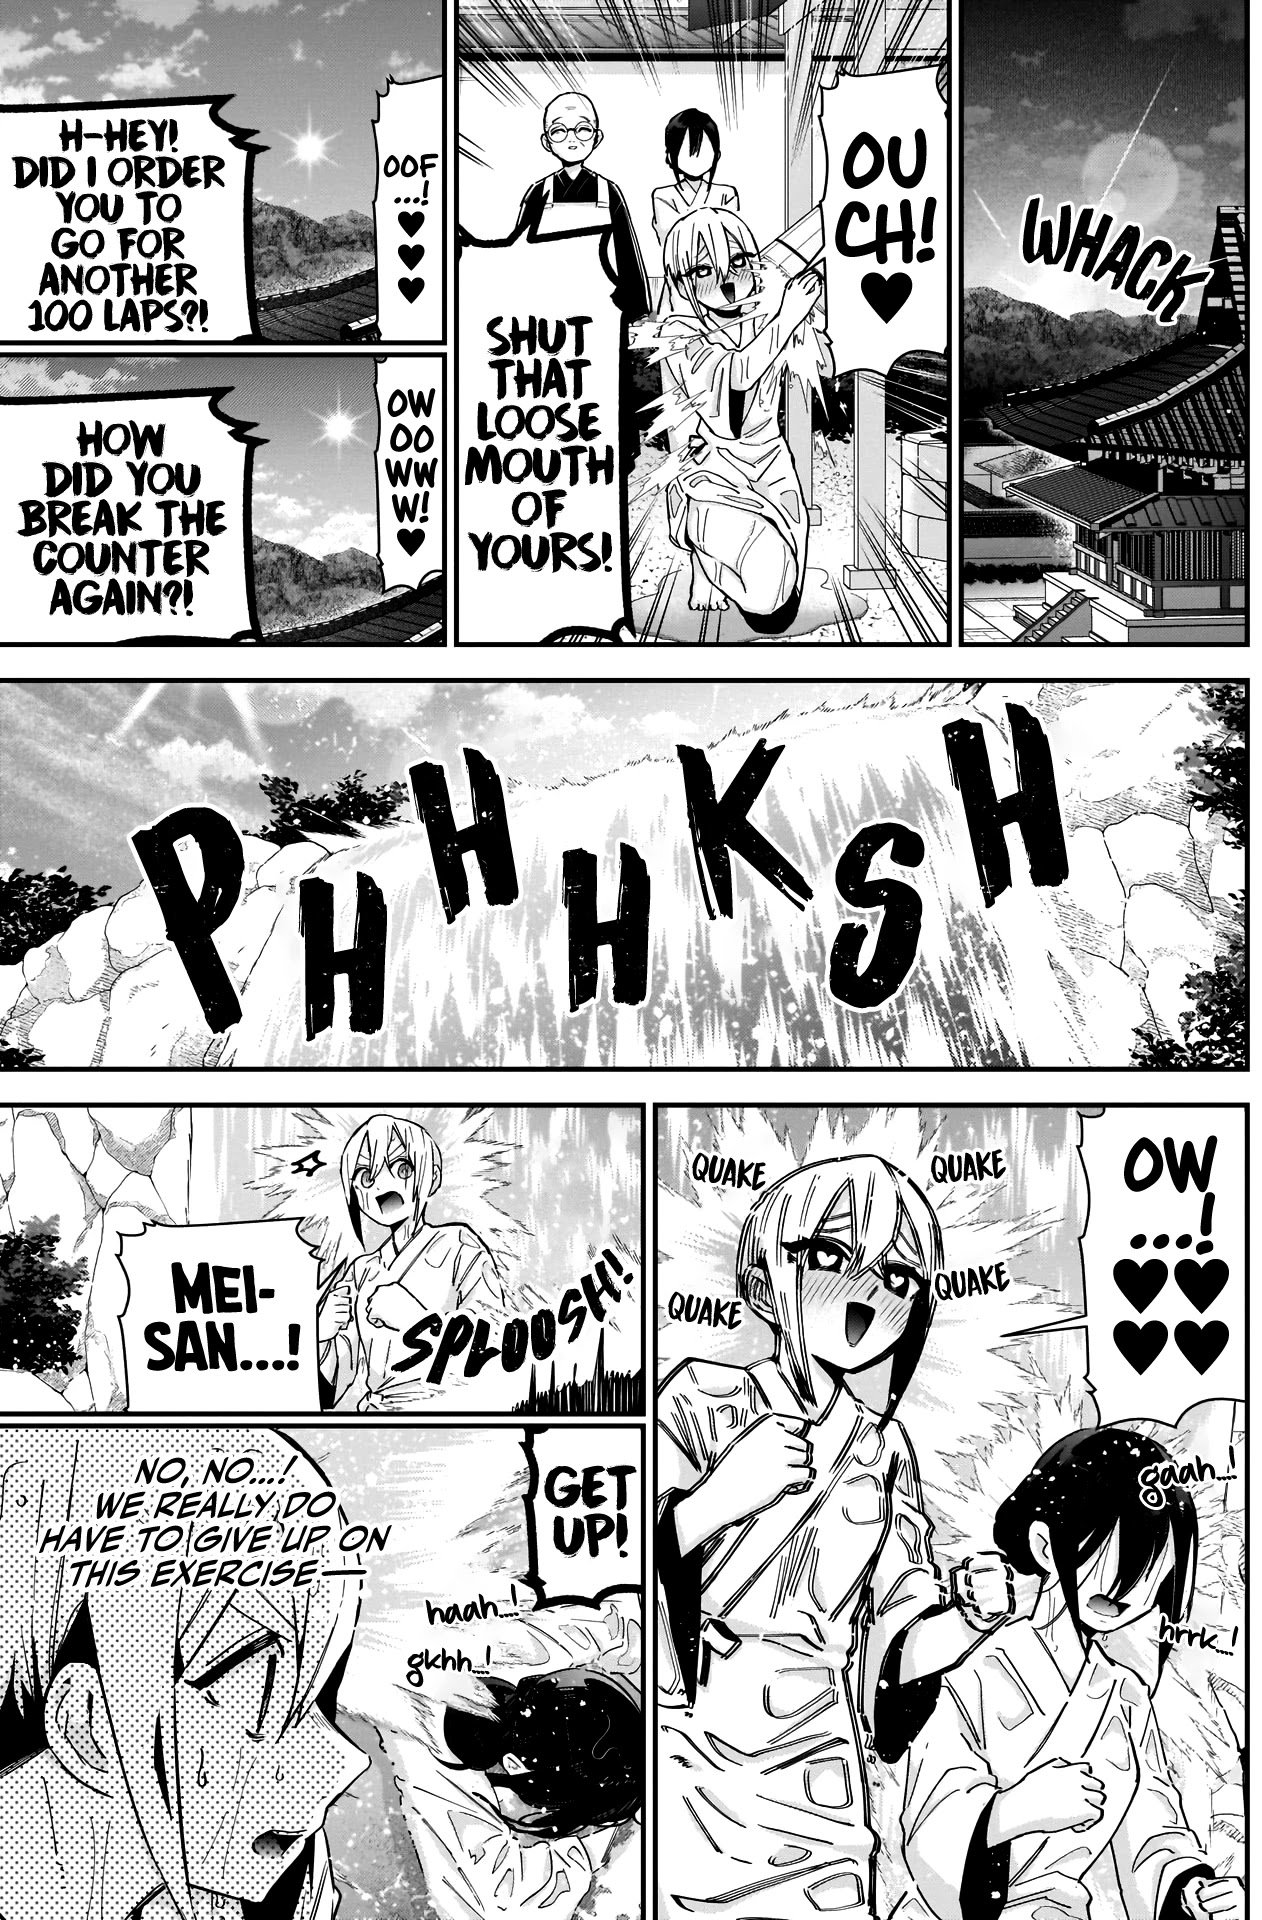 WHACK
OU
CH!
♥
SHUT
THAT
LOOSE
MOUTH
OF
YOURS!
OOF
...!
♥
♥
♥
H-HEY!
DID I ORDER
YOU TO
GO FOR
ANOTHER
100 LAPS?!
OW
OO
WW
W!
♥
HOW
DID YOU
BREAK THE
COUNTER
AGAIN?!
PHHHKSH
OW
....!
♥♥
♥♥
QUAKE
QUAKE
QUAKE
QUAKE
gaah...!
hrrk...!
MEI-
SAN...!
SPLOOSH!
GET
UP!
haah...!
gkhh...!
NO, NO...!
WE REALLY DO
HAVE TO GIVE UP ON
THIS EXERCISE—